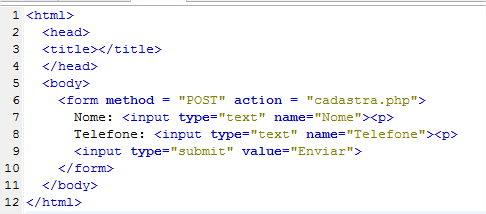 1 <html>
2 <head>
3 <title></title>
4 </head>
5 <body>
6 <form method = "POST" action = "cadastra.php">
7 Nome: <input type="text" name="Nome"><p>
8 Telefone: <input type="text" name="Telefone"><p>
9 <input type="submit" value="Enviar">
10 </form>
11 </body>
12 </html>